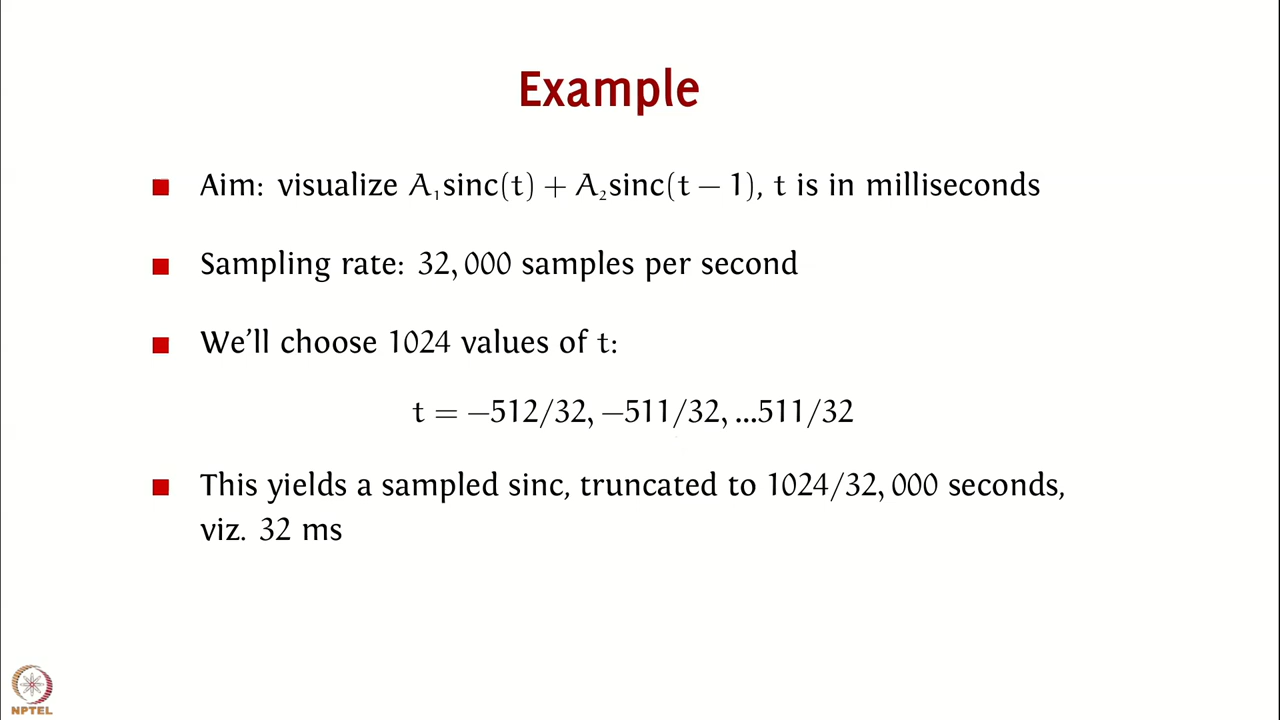 Example
Aim: visualize A₁sinc(t) + A₂sinc(t − 1), t is in milliseconds
Sampling rate: 32,000 samples per second
We'll choose 1024 values of t:
t = −512/32, −511/32, ...511/32
This yields a sampled sinc, truncated to 1024/32,000 seconds,
viz. 32 ms
NPTEL